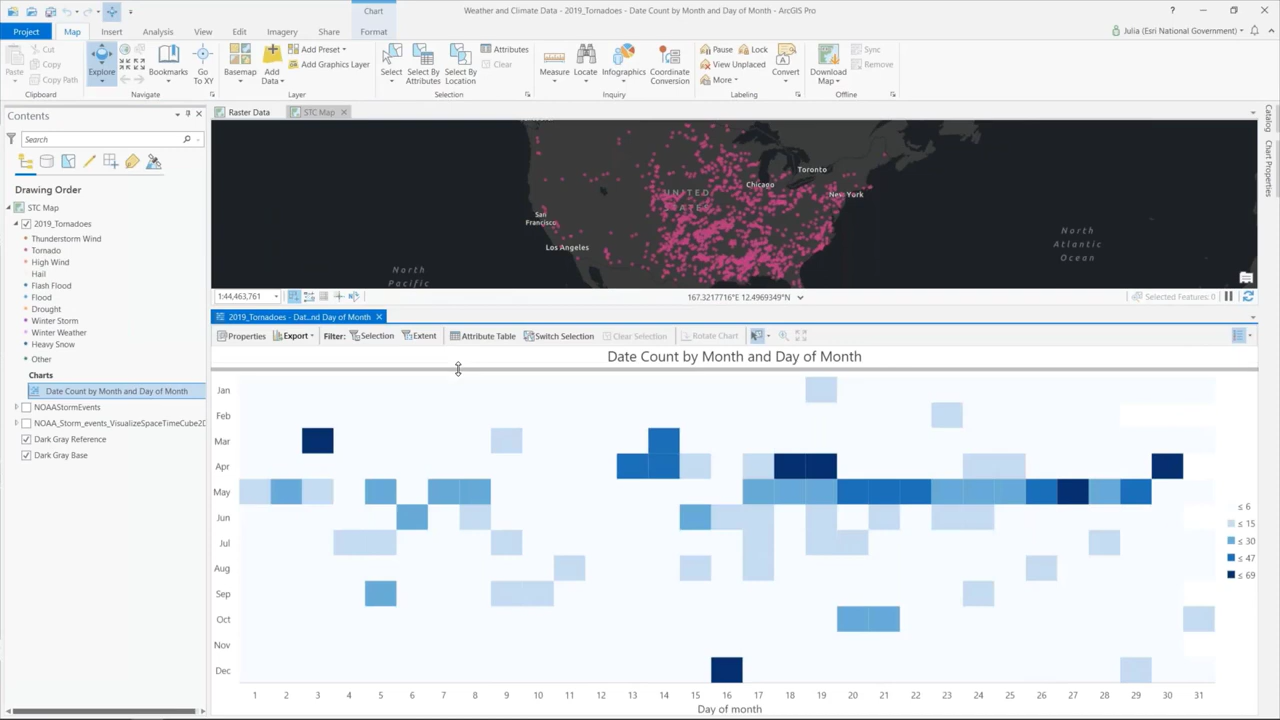 Chart
Weather and Climate Data - 2019_Tornadoes - Date Count by Month and Day of Month - ArcGIS Pro
? 
Project Map Insert Analysis View Edit Imagery Share Format
Julia (Esri National Government)
Paste
Cut
Copy
Copy Path
Explore
Bookmarks
Go To XY
Basemap
Add Data
Add Preset
Add Graphics Layer
Select
Select By Attributes
Select By Location
Attributes
Clear
Measure
Locate
Infographics
Coordinate Conversion
Pause
Lock
View Unplaced
More
Convert
Download Map
Sync
Remove
Clipboard Navigate Layer Selection Inquiry Labeling Offline
Contents
Search
Drawing Order
STC Map
2019_Tornadoes
Thunderstorm Wind
Tornado
High Wind
Hail
Flash Flood
Flood
Drought
Winter Storm
Winter Weather
Heavy Snow
Other
Charts
Date Count by Month and Day of Month
NOAAStormEvents
NOAA_Storm_events_VisualizeSpaceTimeCube2D
Dark Gray Reference
Dark Gray Base
Raster Data
STC Map
Toronto
Chicago
New York
UNITED
San Francisco
Los Angeles
North Pacific
North Atlantic Ocean
1:44,463,761
167.3217716°E 12.4969349°N
Selected Features: 0
2019_Tornadoes - Dat...nd Day of Month
Properties Export Filter: Selection Extent Attribute Table Switch Selection Clear Selection Rotate Chart
Date Count by Month and Day of Month
Jan
Feb
Mar
Apr
May
Jun
Jul
Aug
Sep
Oct
Nov
Dec
1 2 3 4 5 6 7 8 9 10 11 12 13 14 15 16 17 18 19 20 21 22 23 24 25 26 27 28 29 30 31
Day of month
≤ 6
≤ 15
≤ 30
≤ 47
≤ 69
Catalog
Chart Properties